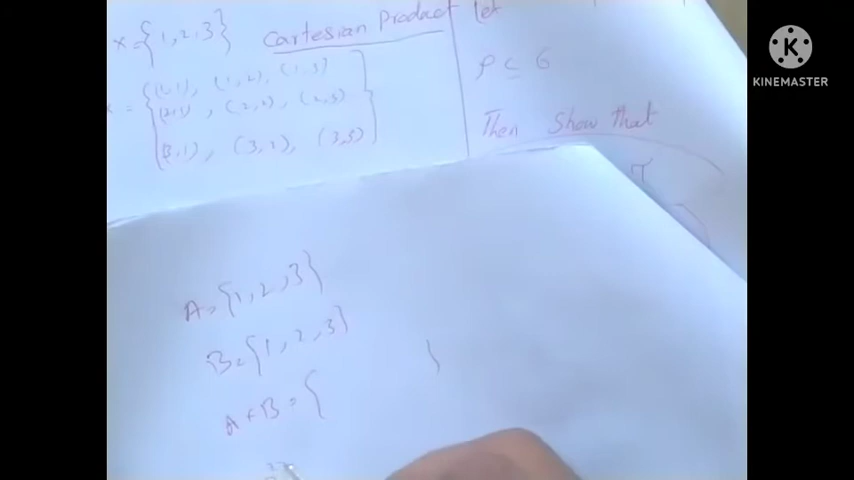 X = {1, 2, 3} Cartesian Product
= {(1,1), (1,2), (1,3)
(2,1), (2,2), (2,3)
(3,1), (3,2), (3,3)}
Let
ρ ⊆ σ
Then Show that
A = {1, 2, 3}
B = {1, 2, 3}
A × B = { }
KINEMASTER